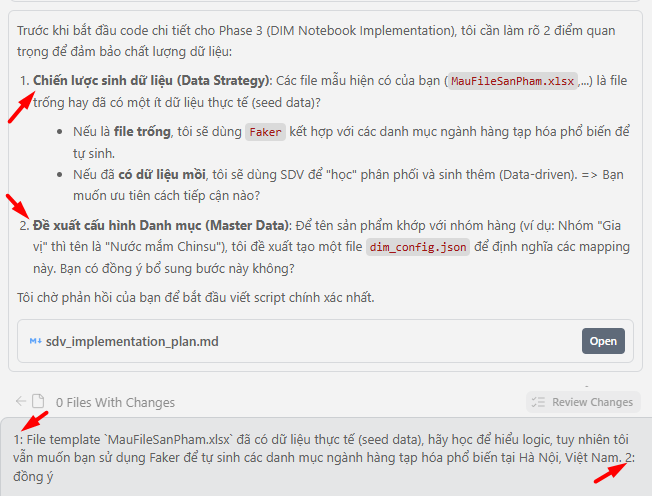 Trước khi bắt đầu code chi tiết cho Phase 3 (DIM Notebook Implementation), tôi cần làm rõ 2 điểm quan
trọng để đảm bảo chất lượng dữ liệu:
1. Chiến lược sinh dữ liệu (Data Strategy): Các file mẫu hiện có của bạn (MauFileSanPham.xlsx,...) là file
trống hay đã có một ít dữ liệu thực tế (seed data)?
• Nếu là file trống, tôi sẽ dùng Faker kết hợp với các danh mục ngành hàng tạp hóa phổ biến để
tự sinh.
• Nếu đã có dữ liệu mồi, tôi sẽ dùng SDV để "học" phân phối và sinh thêm (Data-driven). => Bạn
muốn ưu tiên cách tiếp cận nào?
2. Đề xuất cấu hình Danh mục (Master Data): Để tên sản phẩm khớp với nhóm hàng (ví dụ: Nhóm "Gia
vị" thì tên là "Nước mắm Chinsu"), tôi đề xuất tạo một file dim_config.json để định nghĩa các mapping
này. Bạn có đồng ý bổ sung bước này không?
Tôi chờ phản hồi của bạn để bắt đầu viết script chính xác nhất.
sdv_implementation_plan.md Open
0 Files With Changes Review Changes
1: File template `MauFileSanPham.xlsx` đã có dữ liệu thực tế (seed data), hãy học để hiểu logic, tuy nhiên tôi
vẫn muốn bạn sử dụng Faker để tự sinh các danh mục ngành hàng tạp hóa phổ biến tại Hà Nội, Việt Nam. 2:
đồng ý